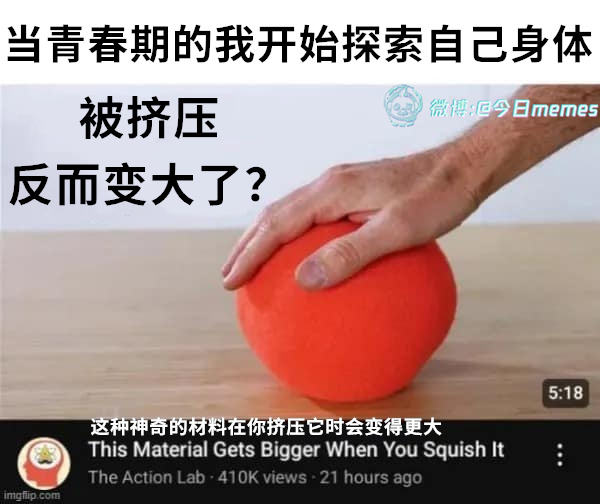 当青春期的我开始探索自己身体
微博:@今日memes
被挤压
反而变大了?
5:18
这种神奇的材料在你挤压它时会变得更大
This Material Gets Bigger When You Squish It
The Action Lab · 410K views · 21 hours ago
imgflip.com